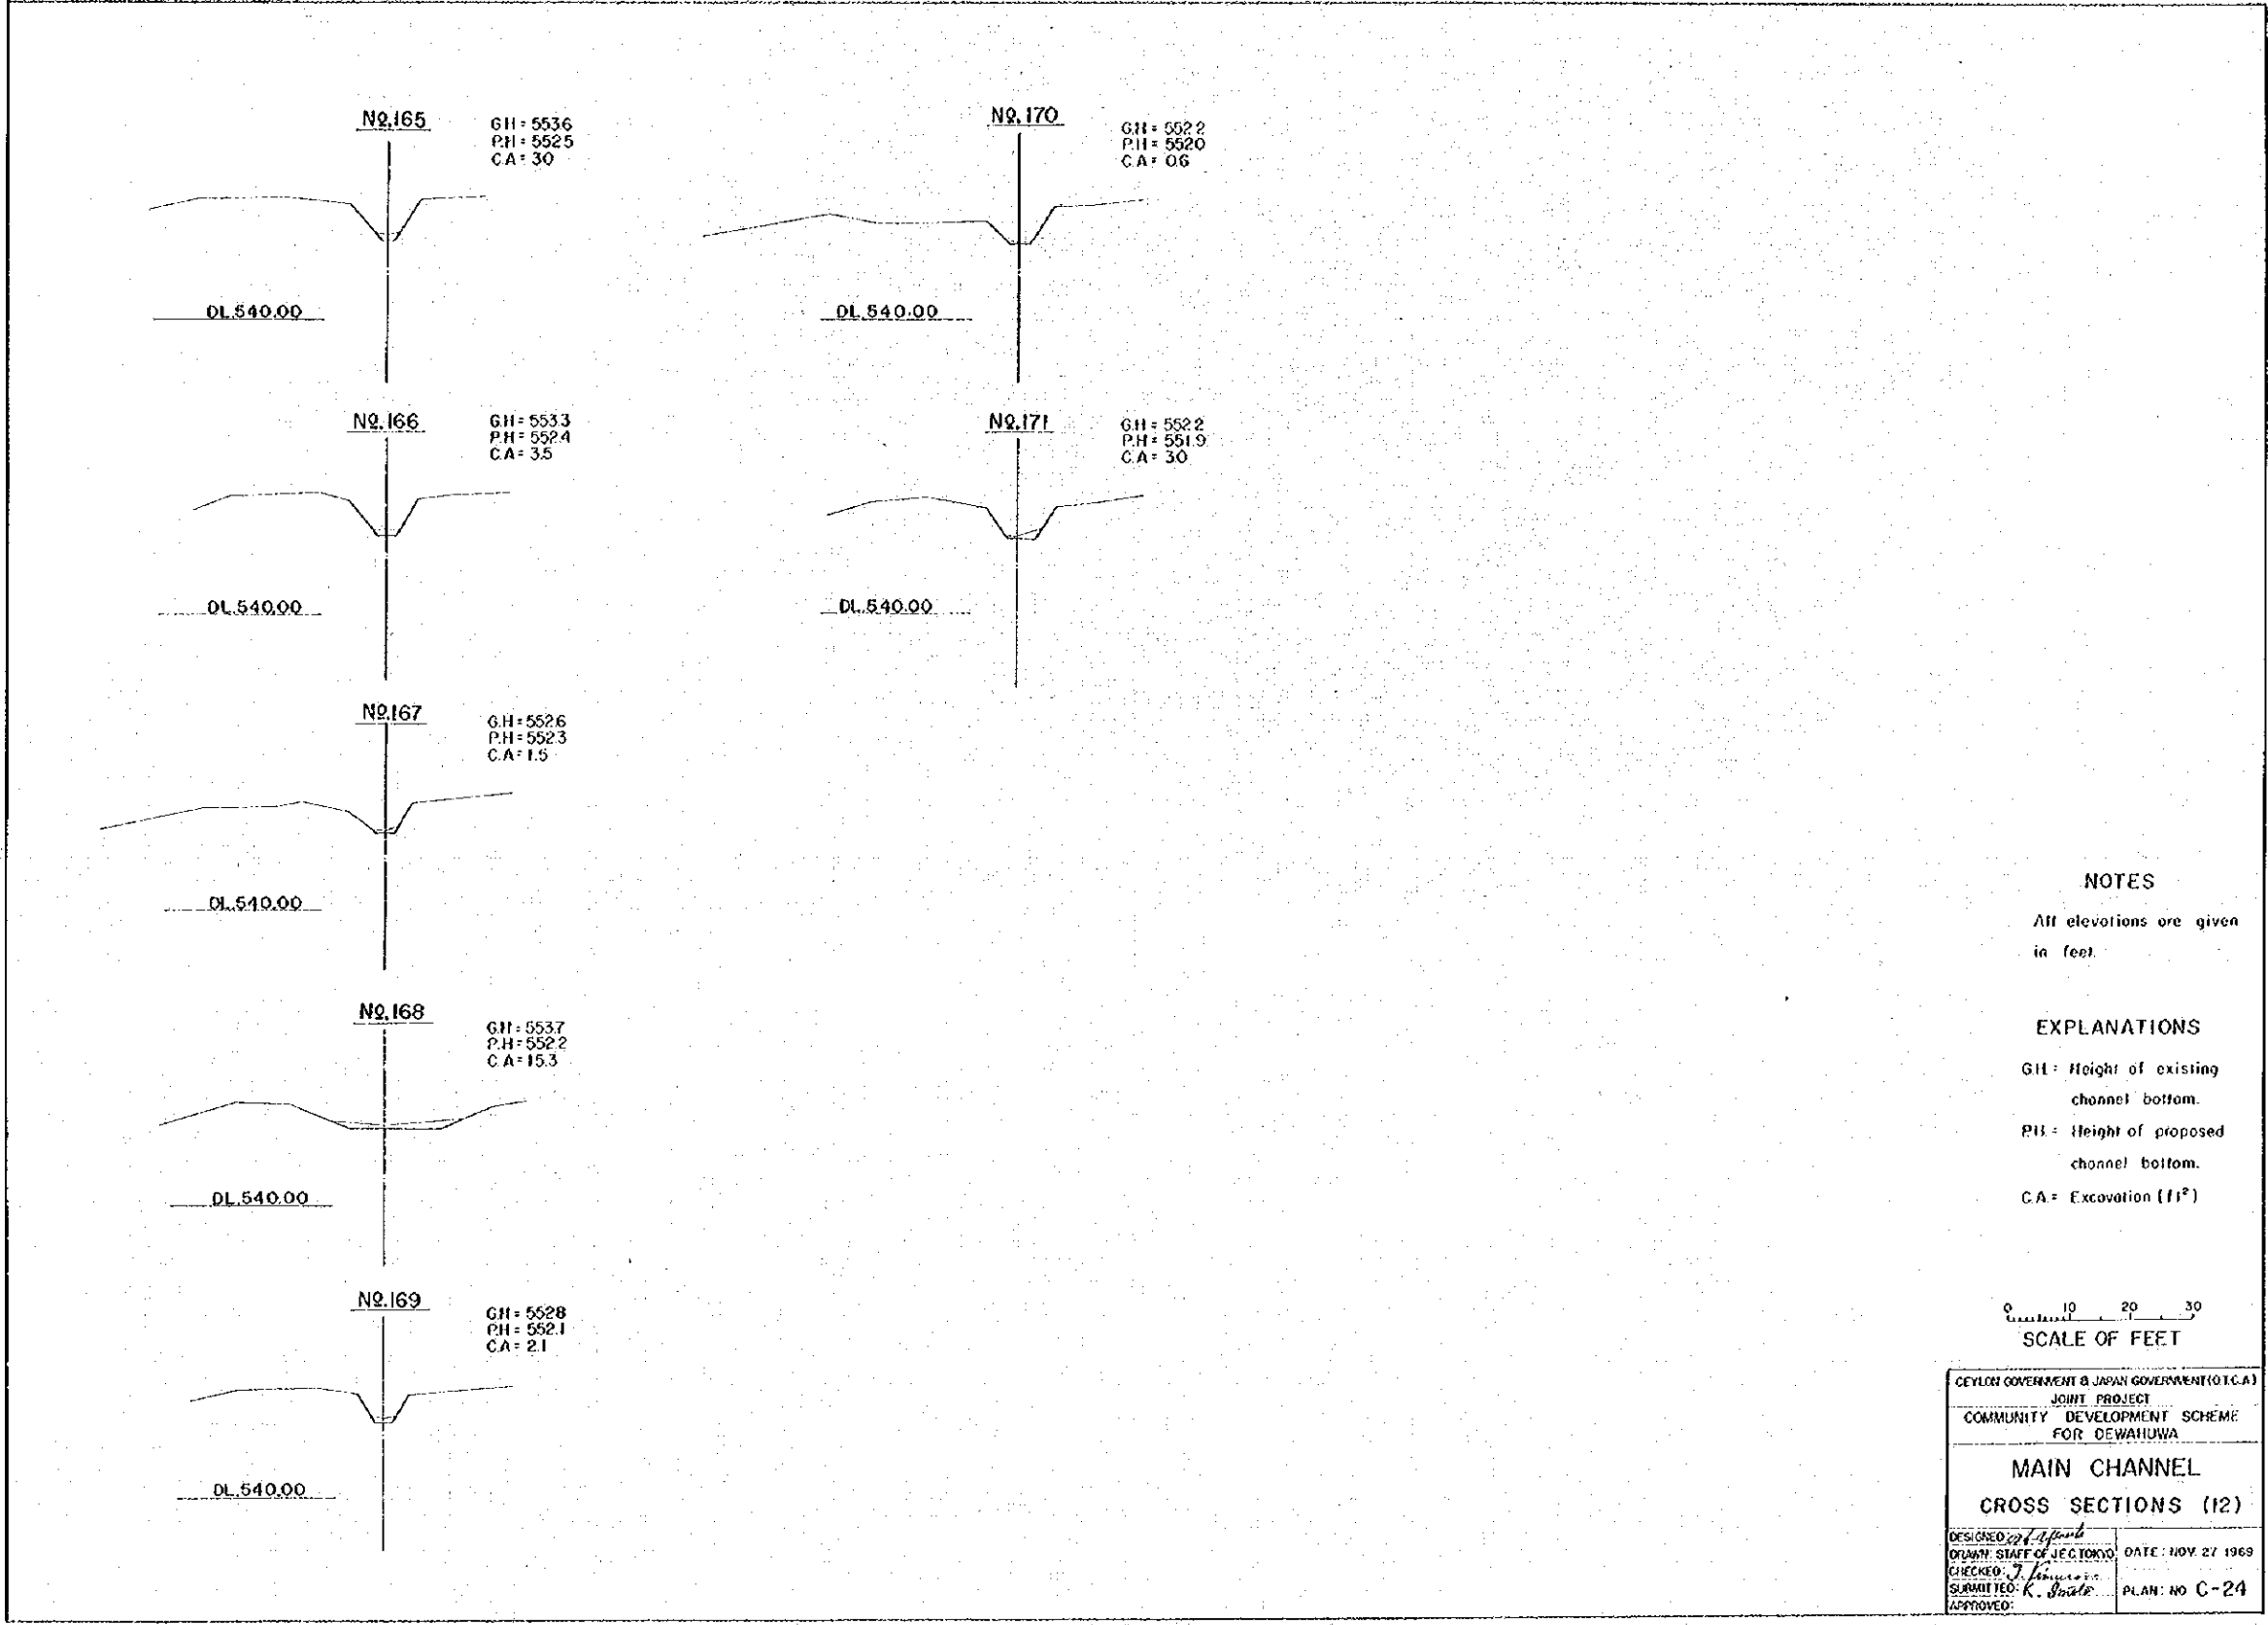 No.165
G.H = 553.6
P.H = 552.5
C.A = 3.0
DL.540.00
No.166
G.H = 553.3
P.H = 552.4
C.A = 3.5
DL.540.00
No.167
G.H = 552.6
P.H = 552.3
C.A = 1.5
DL.540.00
No.168
G.H = 553.7
P.H = 552.2
C.A = 15.3
DL.540.00
No.169
G.H = 552.8
P.H = 552.1
C.A = 2.1
DL.540.00
No.170
G.H = 552.2
P.H = 552.0
C.A = 0.6
DL.540.00
No.171
G.H = 552.2
P.H = 551.9
C.A = 3.0
DL.540.00
NOTES
All elevations are given
in feet.
EXPLANATIONS
G.H. = Height of existing
channel bottom.
P.H. = Height of proposed
channel bottom.
C.A. = Excavation (ft²)
0 10 20 30
SCALE OF FEET
CEYLON GOVERNMENT & JAPAN GOVERNMENT (O.T.C.A)
JOINT PROJECT
COMMUNITY DEVELOPMENT SCHEME
FOR DEWAHUWA
MAIN CHANNEL
CROSS SECTIONS (12)
DESIGNED:
DRAWN: STAFF OF JEC TOKYO
CHECKED:
SUBMITTED: K.
APPROVED:
DATE: NOV. 27 1969
PLAN: NO C-24